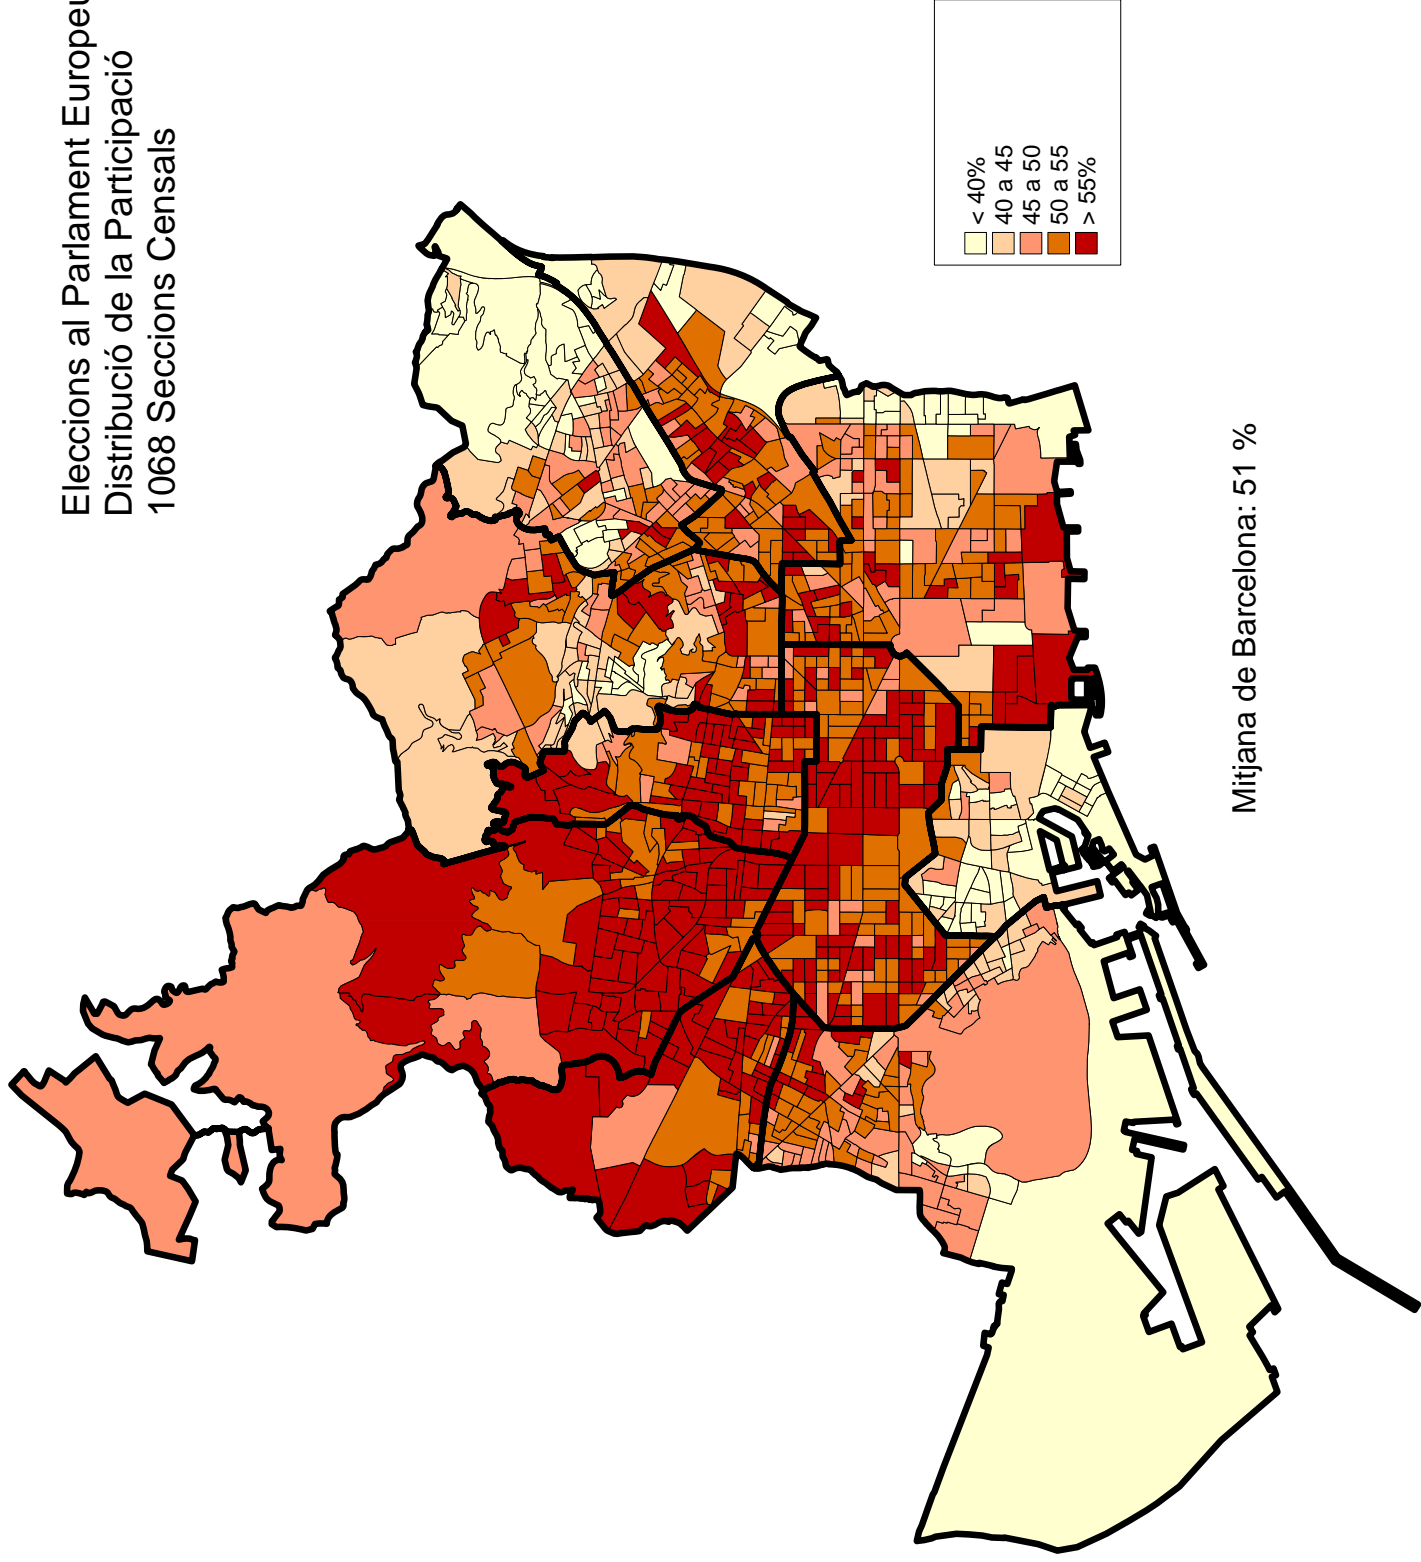 Eleccions al Parlament Europeu
Distribució de la Participació
1068 Seccions Censals
< 40%
40 a 45
45 a 50
50 a 55
> 55%
Mitjana de Barcelona: 51 %